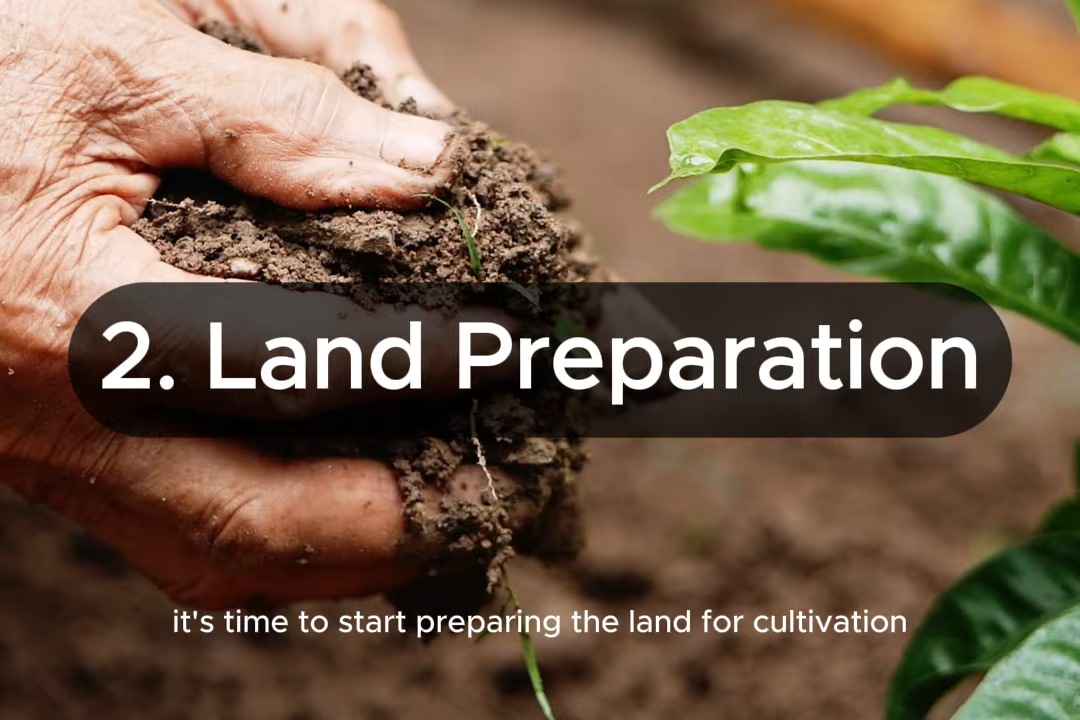 2. Land Preparation
it's time to start preparing the land for cultivation